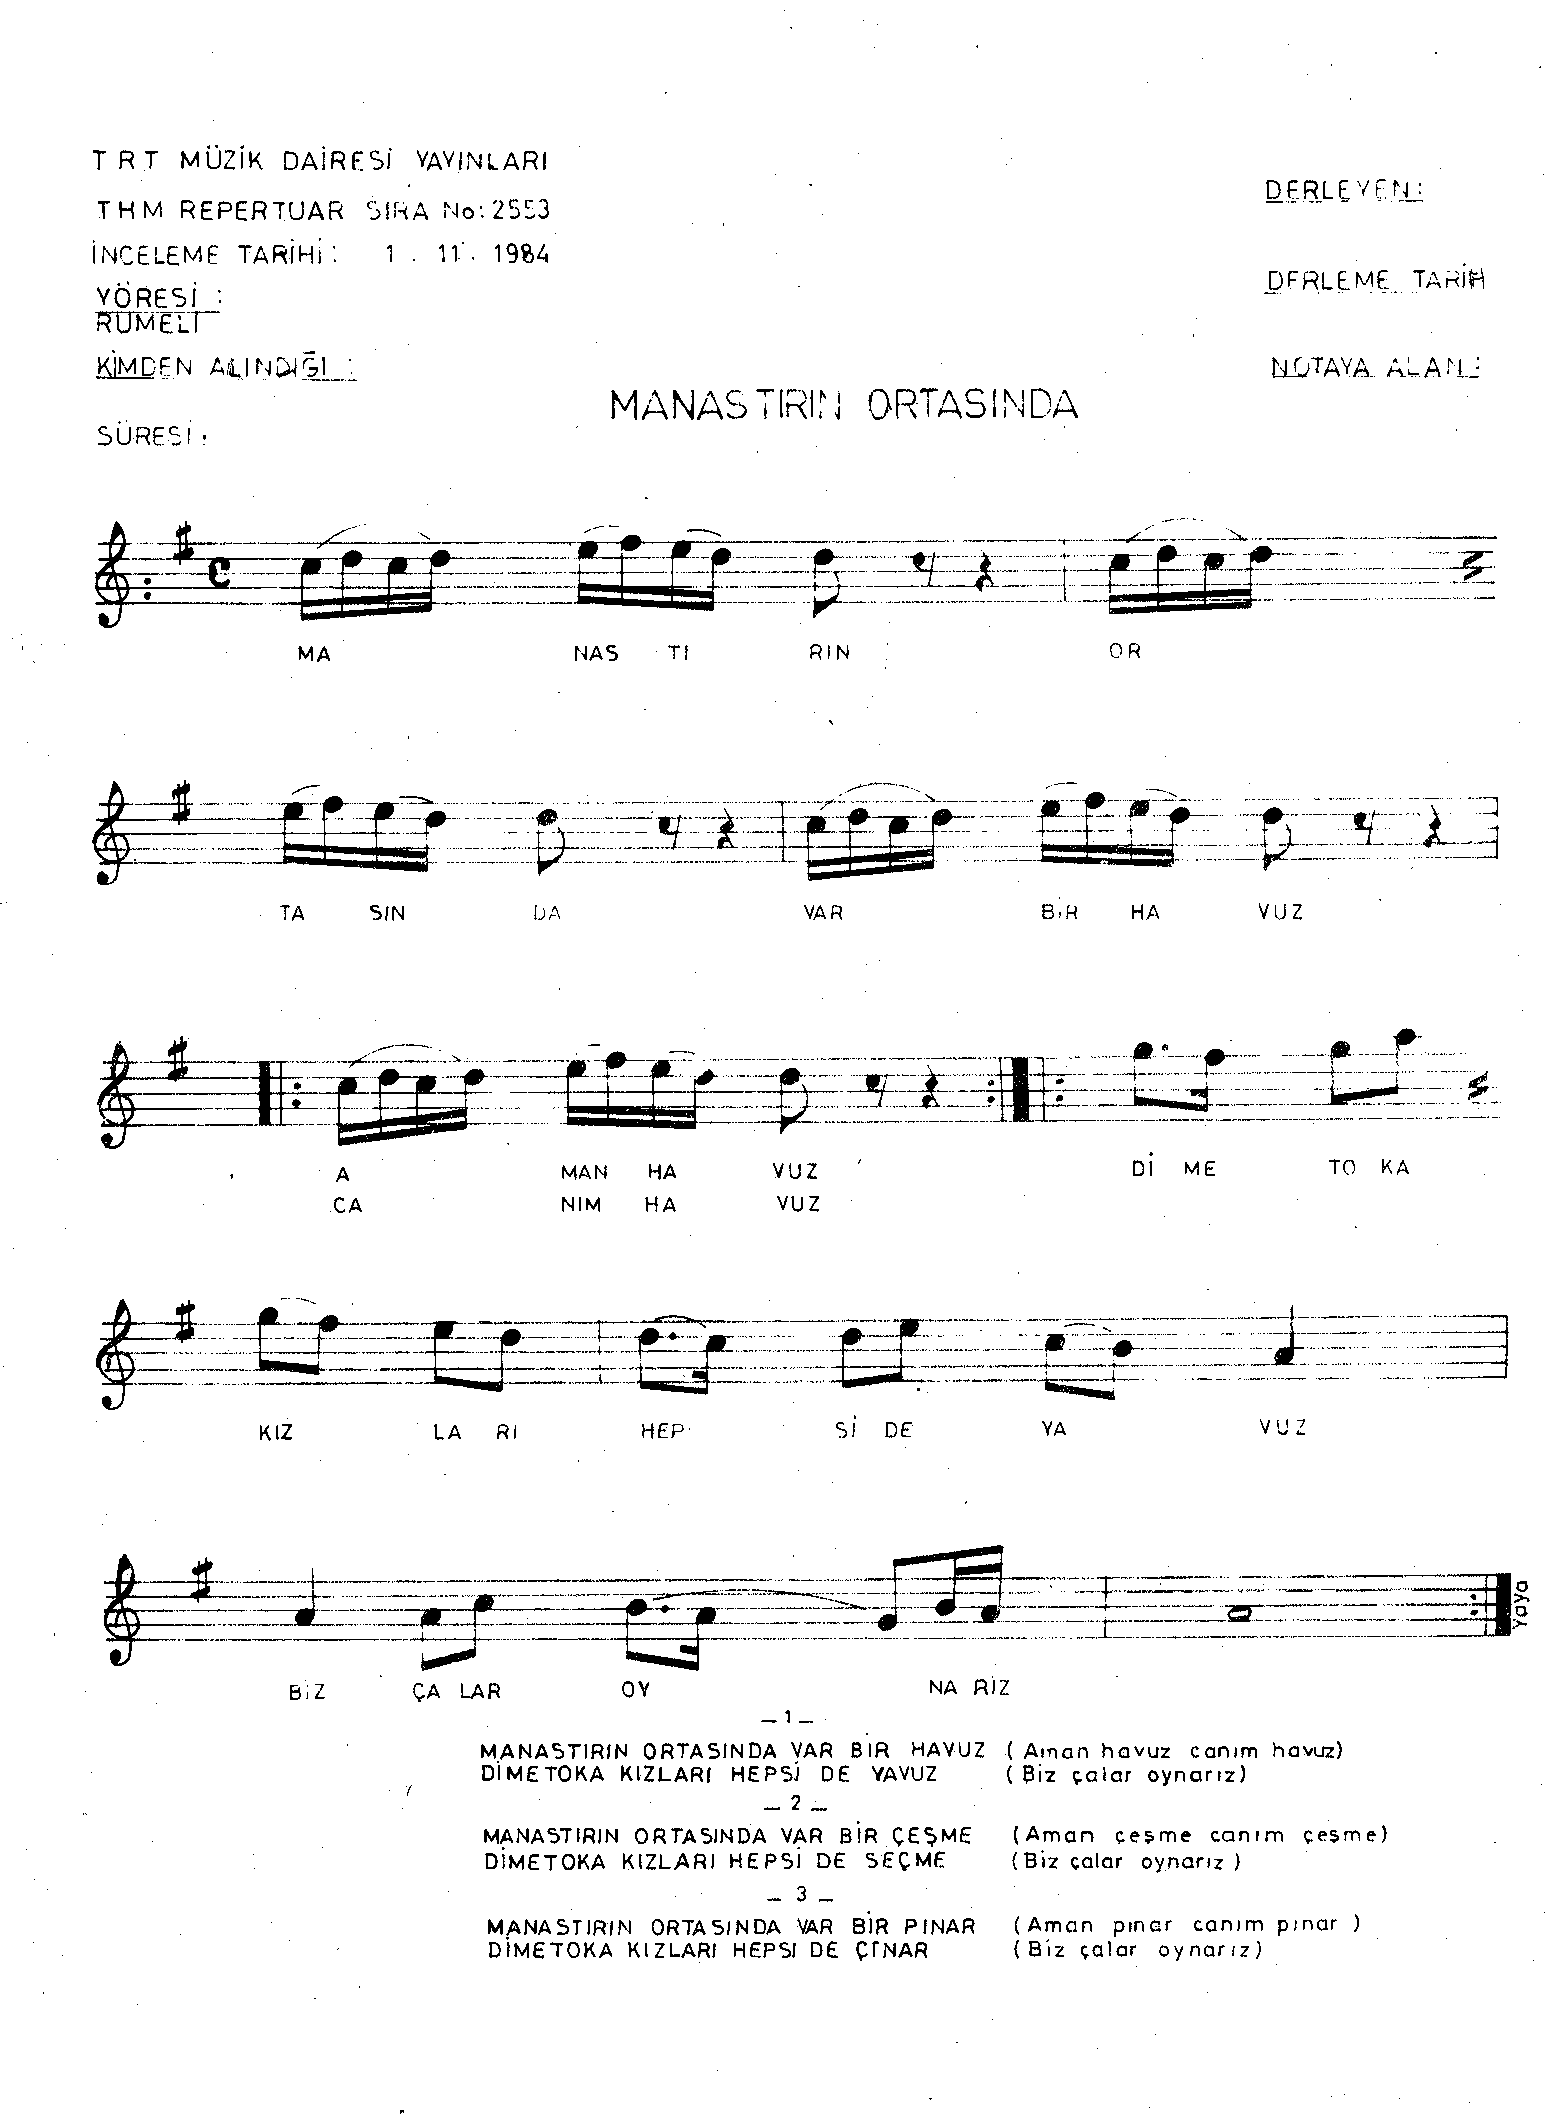 TRT MÜZİK DAİRESİ YAYINLARI
THM REPERTUAR SIRA No: 2553
İNCELEME TARİHİ: 1 . 11 . 1984
YÖRESİ :
RUMELİ
KİMDEN ALINDIĞI :
SÜRESİ :
DERLEYEN :
DERLEME TARİH
NOTAYA ALAN :
MANASTIRIN ORTASINDA
MA NAS TI RIN OR
TA SIN DA VAR BİR HA VUZ
A MAN HA VUZ Dİ ME TO KA
CA NIM HA VUZ
KIZ LA RI HEP Sİ DE YA VUZ
BİZ ÇA LAR OY NA RIZ
Yaya
_ 1 _
MANASTIRIN ORTASINDA VAR BİR HAVUZ ( Aman havuz canım havuz)
DİMETOKA KIZLARI HEPSİ DE YAVUZ ( Biz çalar oynarız)
_ 2 _
MANASTIRIN ORTASINDA VAR BİR ÇEŞME (Aman çeşme canım çeşme)
DİMETOKA KIZLARI HEPSİ DE SEÇME (Biz çalar oynarız )
_ 3 _
MANASTIRIN ORTASINDA VAR BİR PINAR (Aman pınar canım pınar )
DİMETOKA KIZLARI HEPSI DE ÇINAR (Biz çalar oynarız)